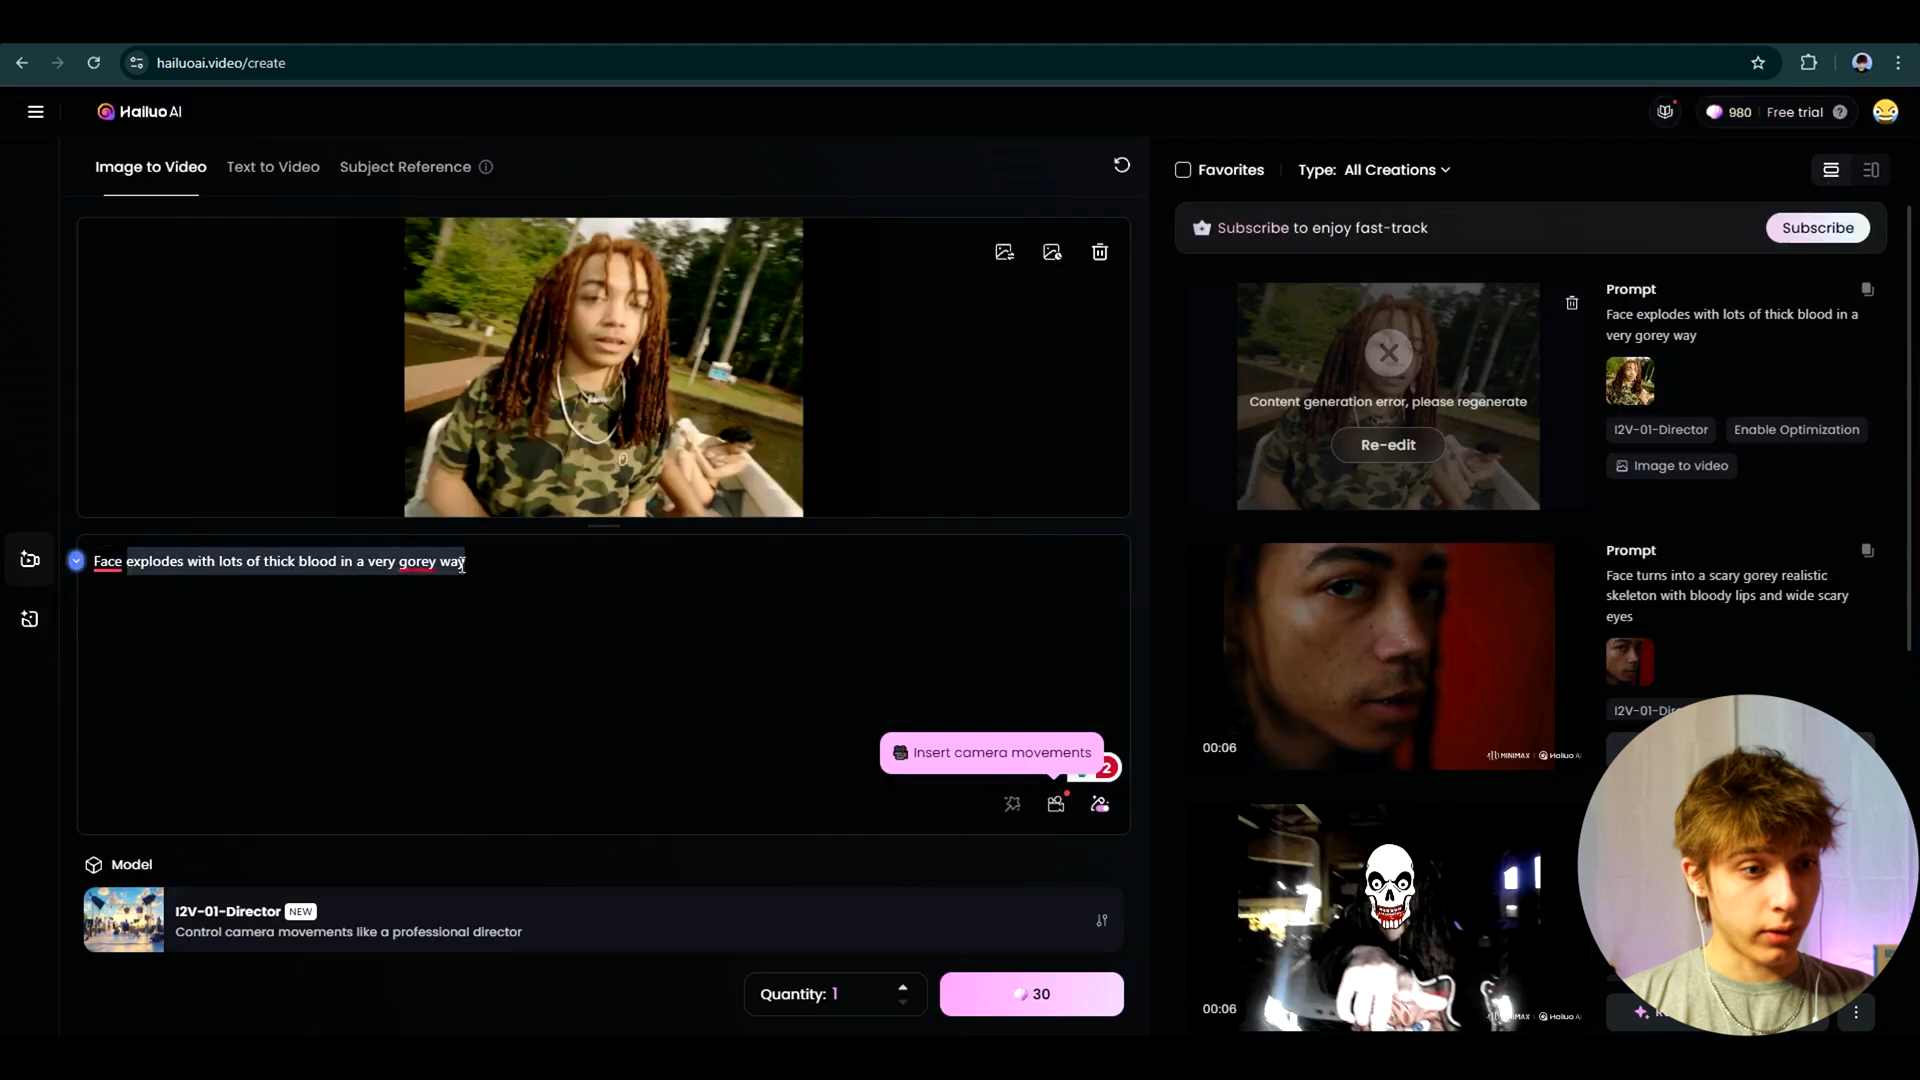 hailuoai.video/create
Hailuo AI
980
Free trial
Image to Video
Text to Video
Subject Reference
Favorites
Type: All Creations
Subscribe to enjoy fast-track
Subscribe
Content generation error, please regenerate
Re-edit
Prompt
Face explodes with lots of thick blood in a
very gorey way
I2V-01-Director
Enable Optimization
Image to video
Face explodes with lots of thick blood in a very gorey way
Insert camera movements
2
Prompt
Face turns into a scary gorey realistic
skeleton with bloody lips and wide scary
eyes
00:06
MINIMAX
Hailuo AI
Model
I2V-01-Director NEW
Control camera movements like a professional director
Quantity: 1
30
00:06
Hailuo AI